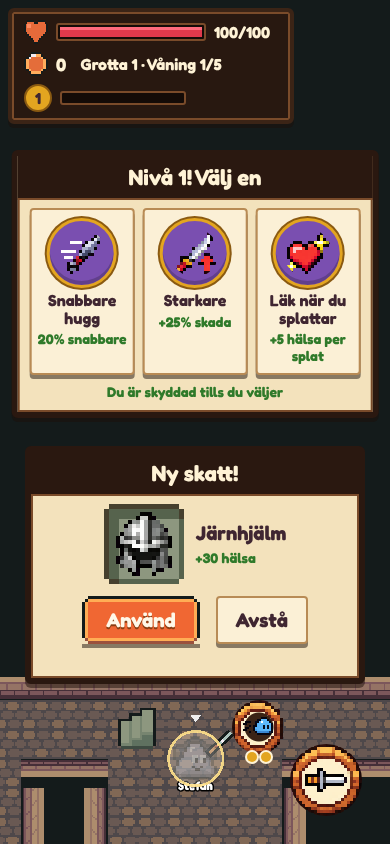 100/100
0 Grotta 1 · Våning 1/5
1
Nivå 1! Välj en
Snabbare hugg
20% snabbare
Starkare
+25% skada
Läk när du splattar
+5 hälsa per splat
Du är skyddad tills du väljer
Ny skatt!
Järnhjälm
+30 hälsa
Använd Avstå
Stefan